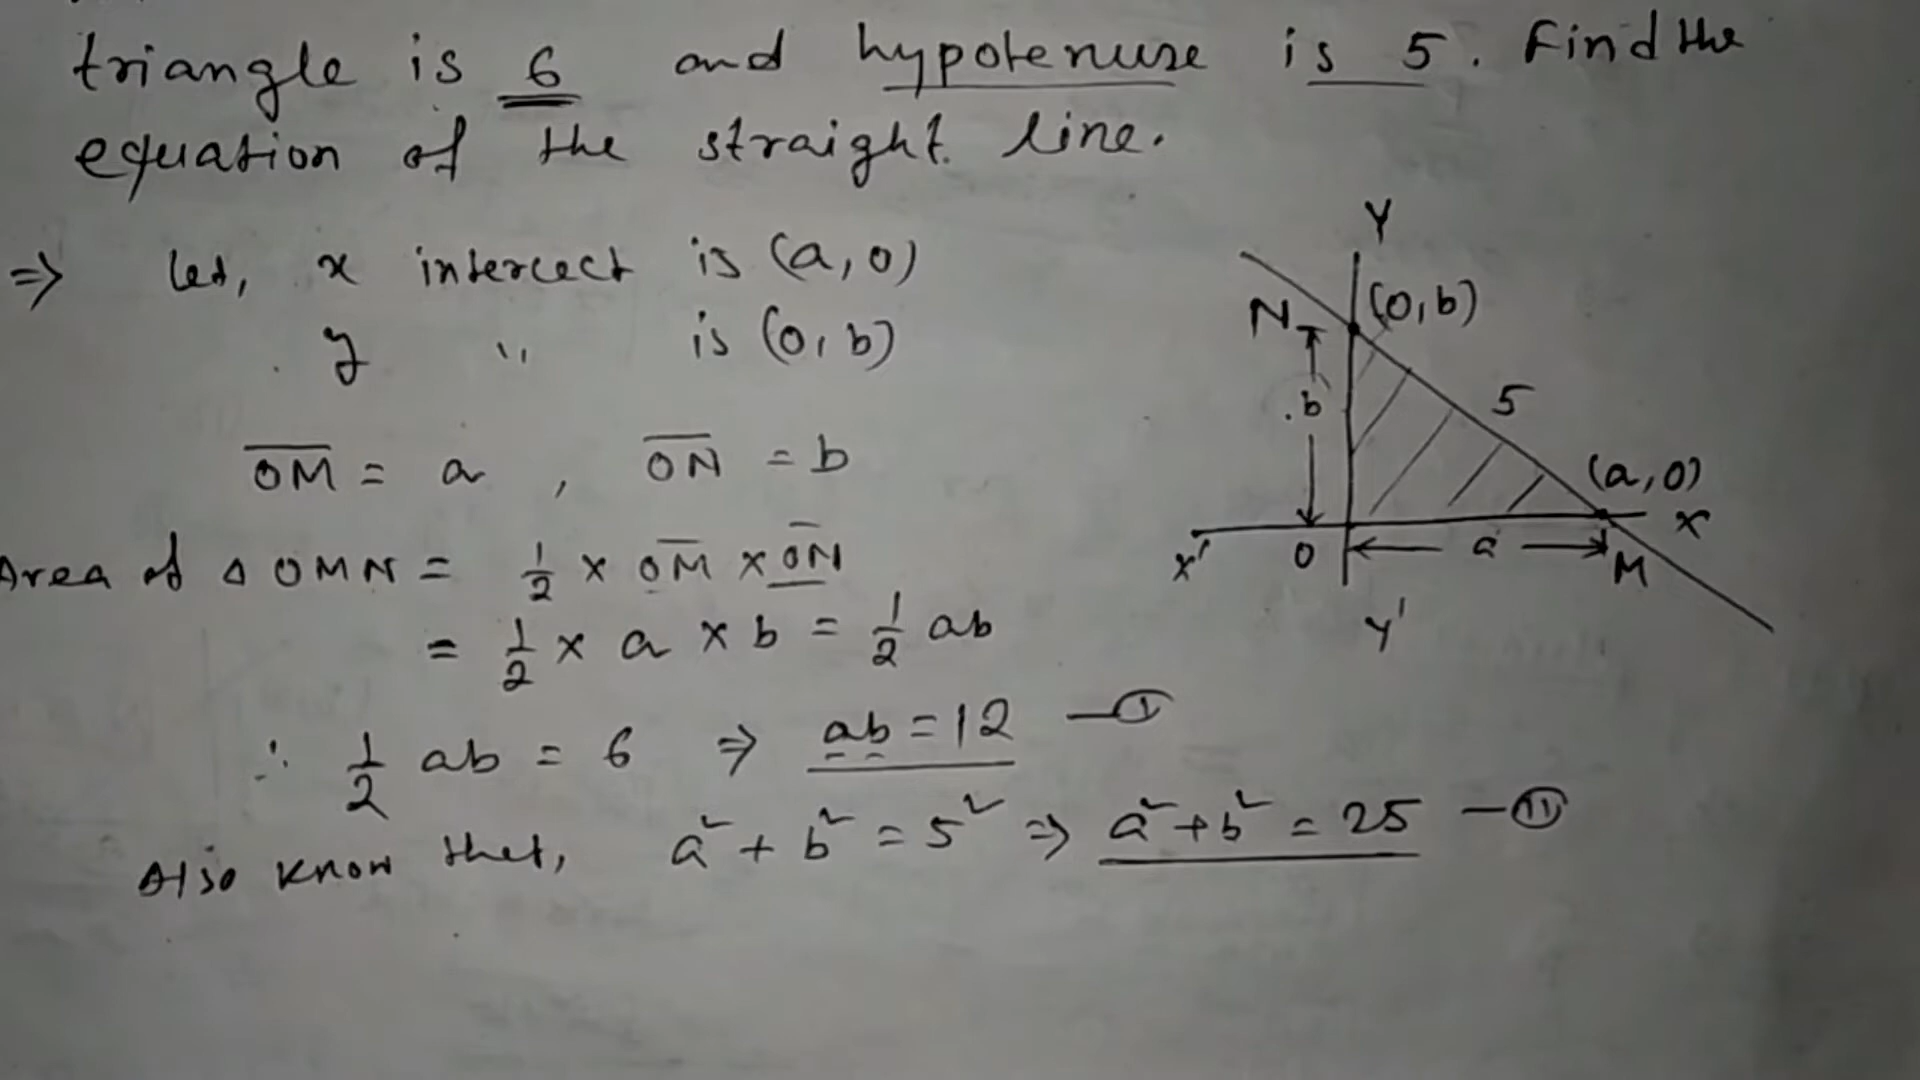 triangle is 6 and hypotenuse is 5. Find the
equation of the straight line.
⇒ Let, x intercect is (a,0)
y " is (0,b)
OM̅ = a , ON̅ = b
Area of Δ OMN = 1/2 × OM̅ × ON̅
= 1/2 × a × b = 1/2 ab
∴ 1/2 ab = 6 ⇒ ab = 12 — I
Also know that, a² + b² = 5² ⇒ a² + b² = 25 — II
Y
N (0,b)
b 5
(a,0)
X' O a M X
Y'